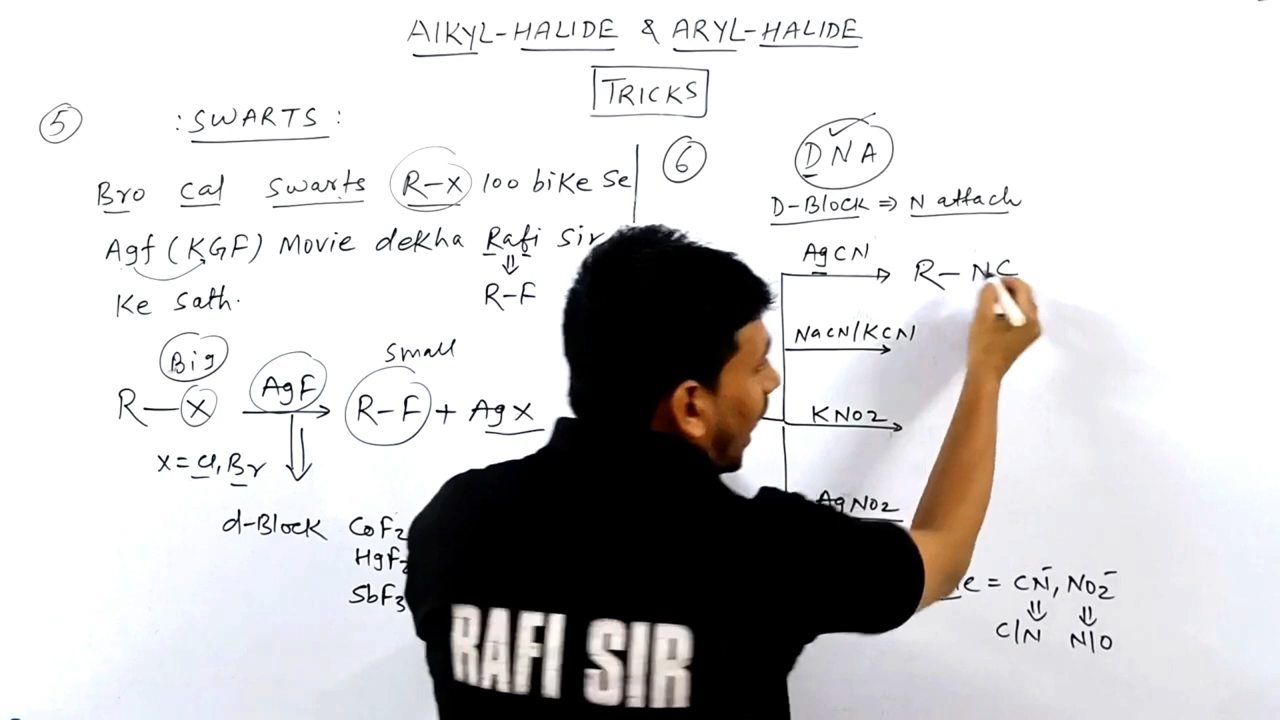 AlKyL-HALIDE & ARYL-HALIDE
TRICKS
5 : SWARTS :
Bro cal swarts R-X 100 biKe se
Agf (KGF) Movie dekha Rafi Sir
⇓
R-F
Ke Sath.
Big
Small
R-X AgF R-F + AgX
X = Cl, Br
d-Block CoF2
HgF2
SbF3
6 DNA
D-Block ⇒ N attach
AgCN R-NC
NaCN/KCN
KNO2
AgNO2
= CN⁻, NO2⁻
⇓ ⇓
C/N N/O
RAFI SIR